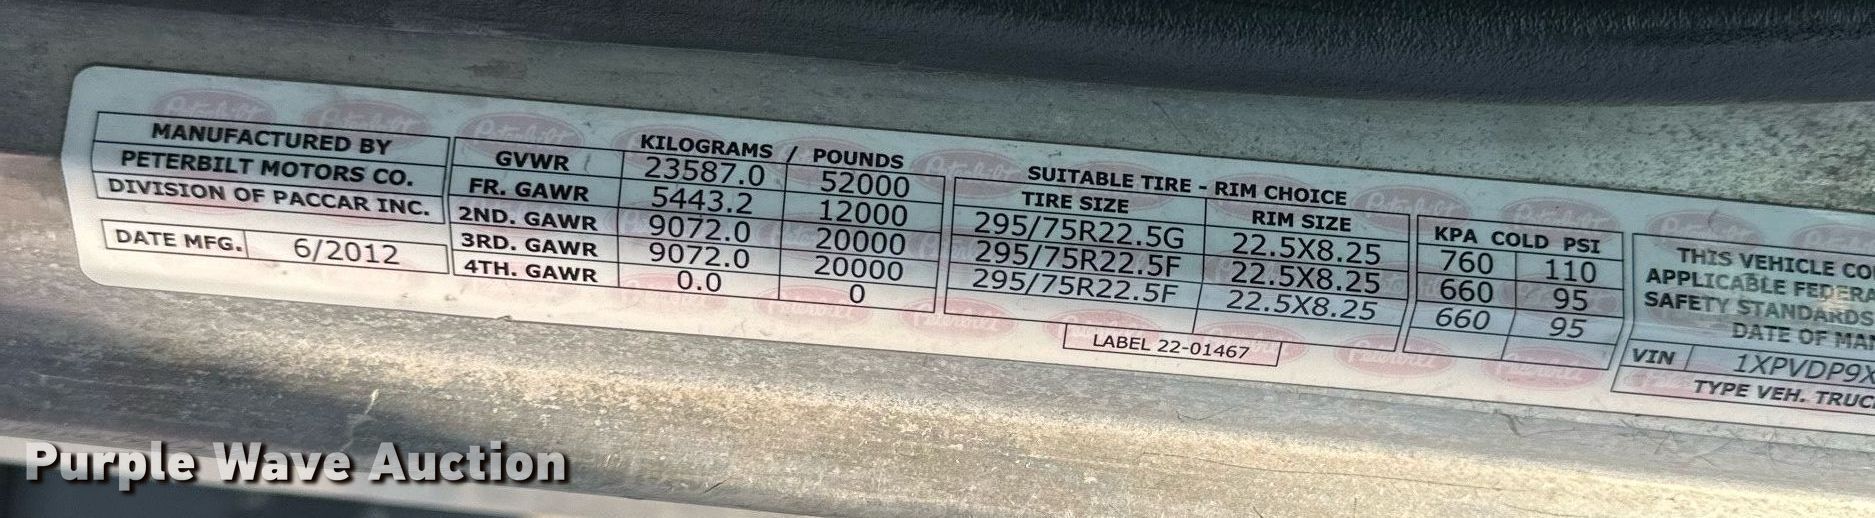 MANUFACTURED BY
PETERBILT MOTORS CO.
DIVISION OF PACCAR INC.
DATE MFG. 6/2012
KILOGRAMS / POUNDS
GVWR 23587.0 52000
FR. GAWR 5443.2 12000
2ND. GAWR 9072.0 20000
3RD. GAWR 9072.0 20000
4TH. GAWR 0.0 0
SUITABLE TIRE - RIM CHOICE
TIRE SIZE RIM SIZE
KPA COLD PSI
295/75R22.5G 22.5X8.25 760 110
295/75R22.5F 22.5X8.25 660 95
295/75R22.5F 22.5X8.25 660 95
LABEL 22-01467
THIS VEHICLE CO
APPLICABLE FEDERA
SAFETY STANDARDS
DATE OF MAN
VIN 1XPVDP9X
TYPE VEH. TRUC
Purple Wave Auction